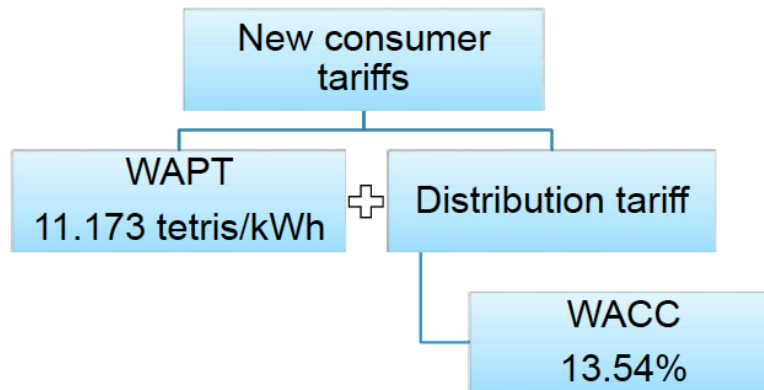 New consumer
tariffs
WAPT
11.173 tetris/kWh
Distribution tariff
WACC
13.54%